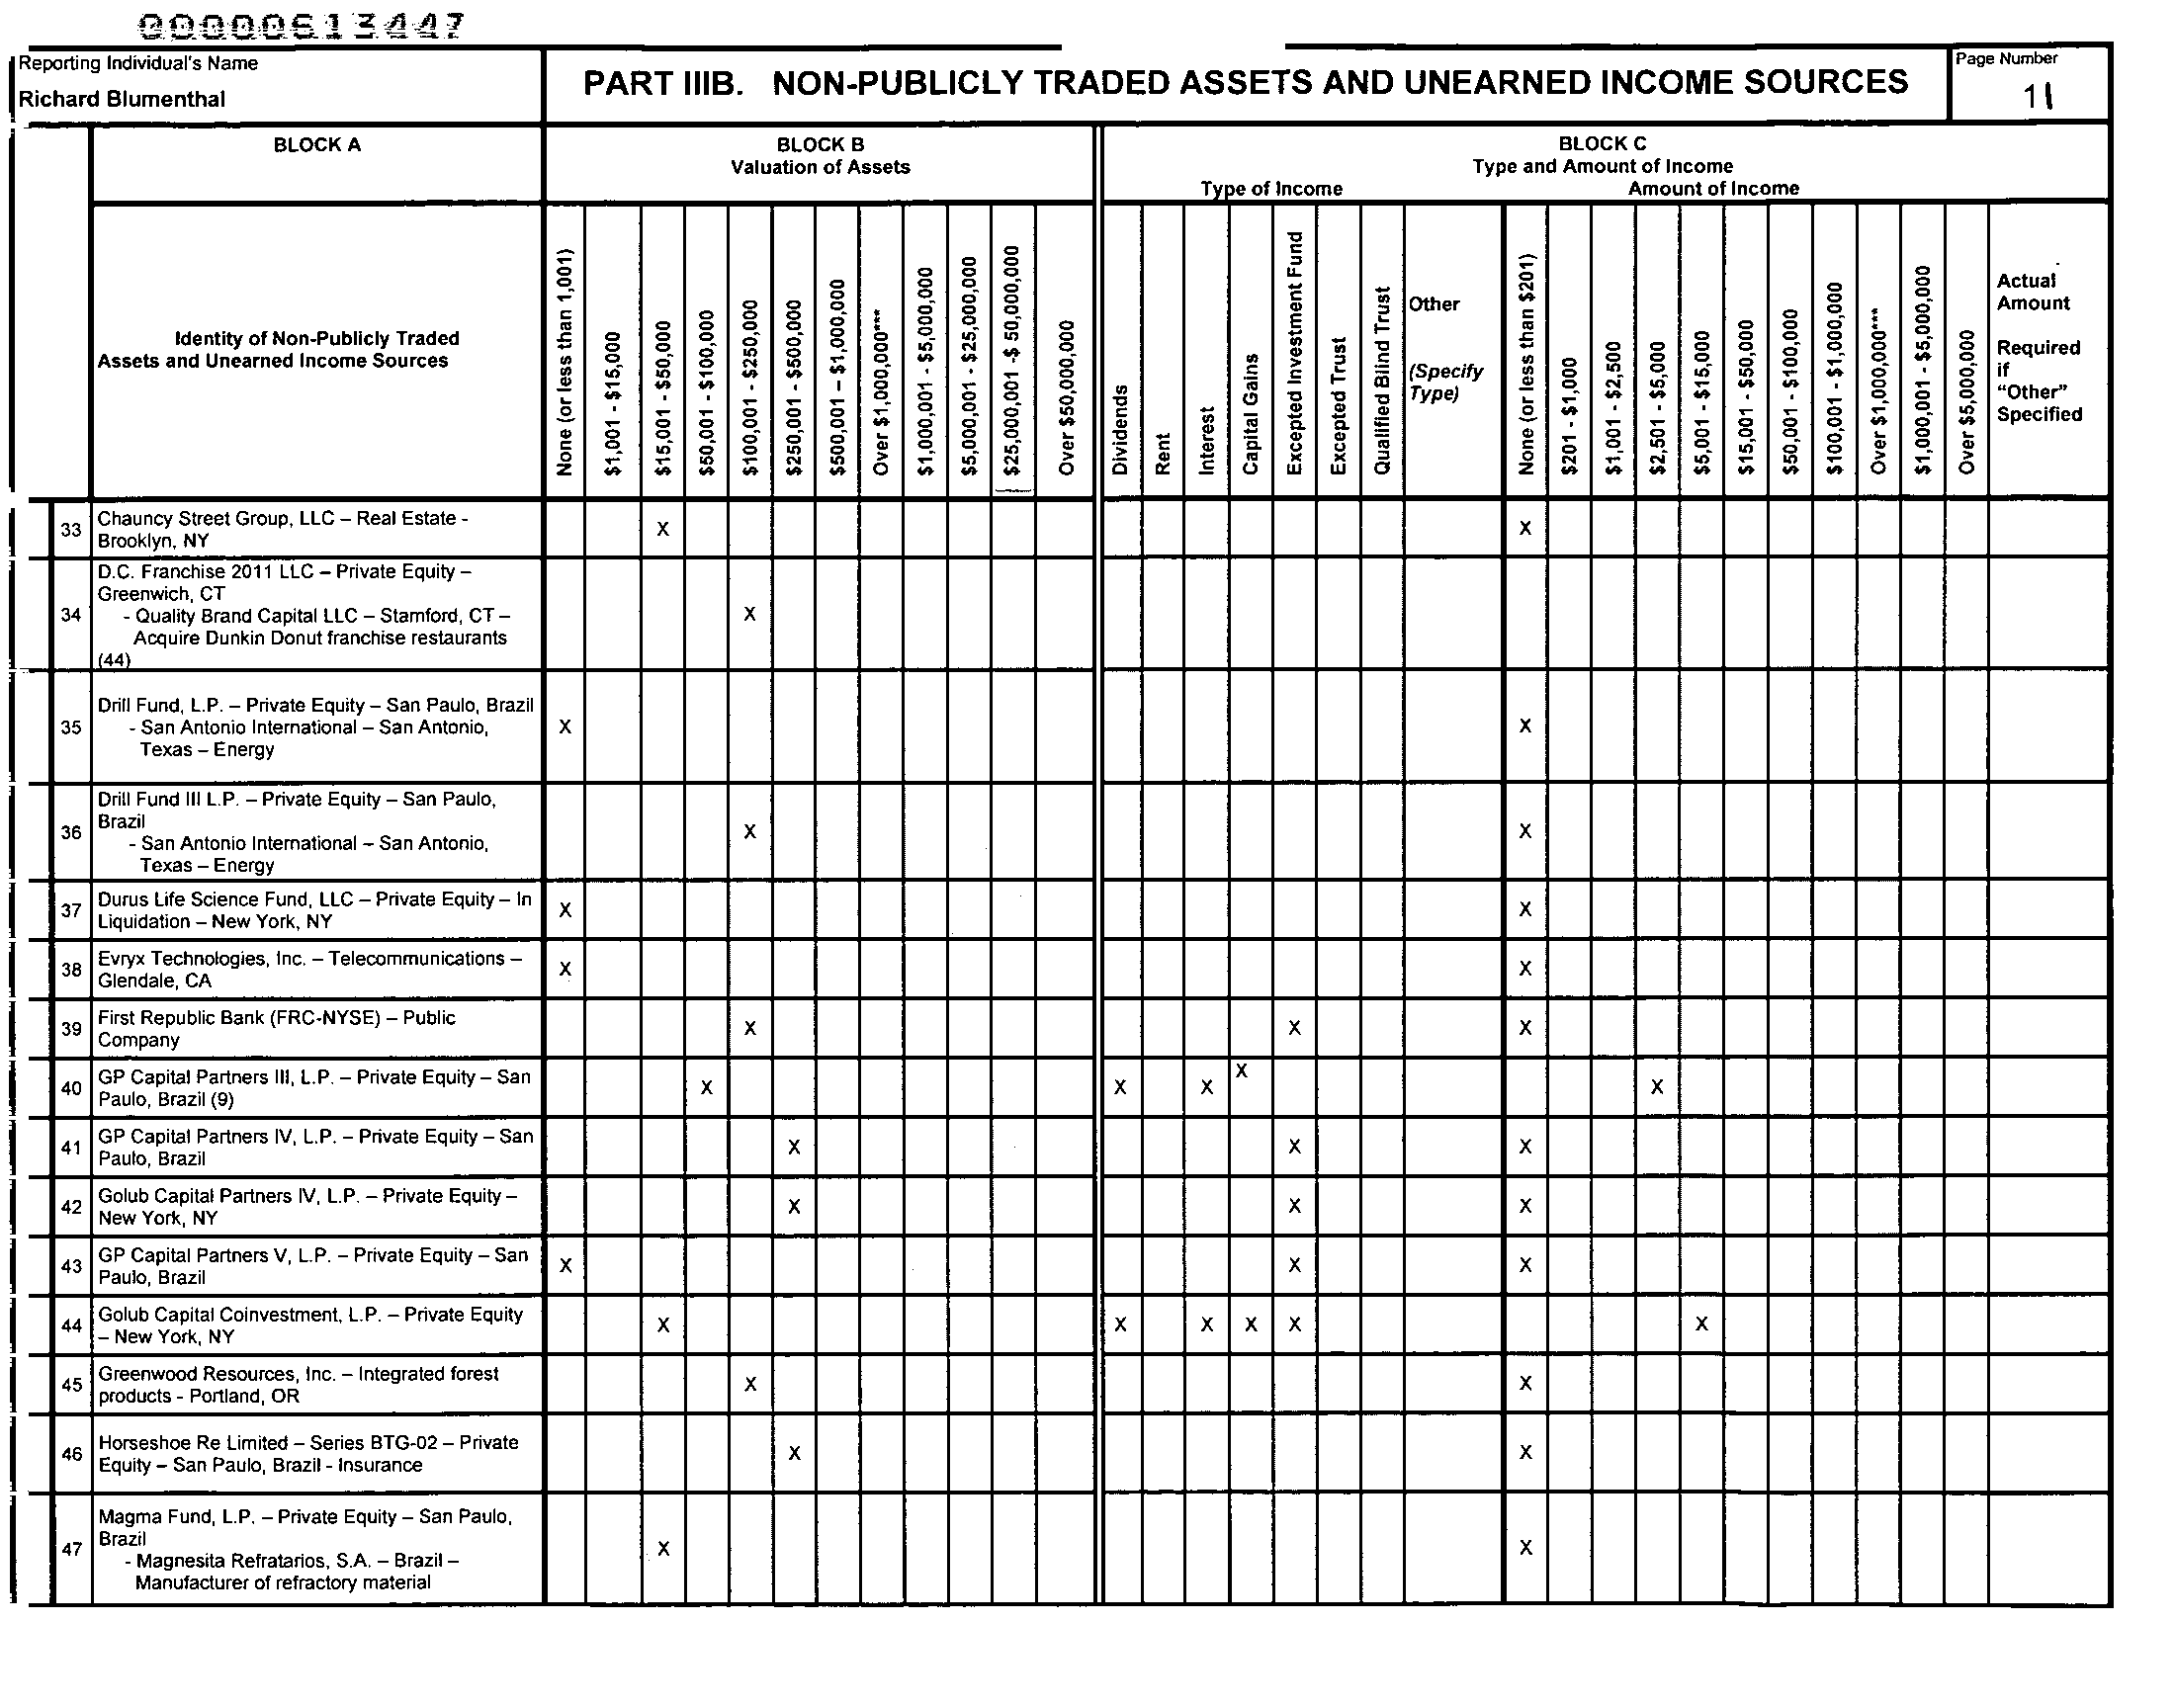 00000613447
Reporting Individual's Name
Richard Blumenthal
PART IIIB. NON-PUBLICLY TRADED ASSETS AND UNEARNED INCOME SOURCES
Page Number
11
BLOCK A
BLOCK B
Valuation of Assets
BLOCK C
Type and Amount of Income
Type of Income
Amount of Income
Identity of Non-Publicly Traded
Assets and Unearned Income Sources
None (or less than 1,001)
$1,001 - $15,000
$15,001 - $50,000
$50,001 - $100,000
$100,001 - $250,000
$250,001 - $500,000
$500,001 – $1,000,000
Over $1,000,000***
$1,000,001 - $5,000,000
$5,000,001 - $25,000,000
$25,000,001 -$ 50,000,000
Over $50,000,000
Dividends
Rent
Interest
Capital Gains
Excepted Investment Fund
Excepted Trust
Qualified Blind Trust
Other
(Specify
Type)
None (or less than $201)
$201 - $1,000
$1,001 - $2,500
$2,501 - $5,000
$5,001 - $15,000
$15,001 - $50,000
$50,001 - $100,000
$100,001 - $1,000,000
Over $1,000,000***
$1,000,001 - $5,000,000
Over $5,000,000
Actual
Amount
Required
if
“Other”
Specified
33 Chauncy Street Group, LLC – Real Estate -
Brooklyn, NY
X X
34 D.C. Franchise 2011 LLC – Private Equity –
Greenwich, CT
- Quality Brand Capital LLC – Stamford, CT –
Acquire Dunkin Donut franchise restaurants
(44)
X
35 Drill Fund, L.P. – Private Equity – San Paulo, Brazil
- San Antonio International – San Antonio,
Texas – Energy
X X
36 Drill Fund III L.P. – Private Equity – San Paulo,
Brazil
- San Antonio International – San Antonio,
Texas – Energy
X X
37 Durus Life Science Fund, LLC – Private Equity – In
Liquidation – New York, NY
X X
38 Evryx Technologies, Inc. – Telecommunications –
Glendale, CA
X X
39 First Republic Bank (FRC-NYSE) – Public
Company
X X X
40 GP Capital Partners III, L.P. – Private Equity – San
Paulo, Brazil (9)
X X X X X
41 GP Capital Partners IV, L.P. – Private Equity – San
Paulo, Brazil
X X X
42 Golub Capital Partners IV, L.P. – Private Equity –
New York, NY
X X X
43 GP Capital Partners V, L.P. – Private Equity – San
Paulo, Brazil
X X X
44 Golub Capital Coinvestment, L.P. – Private Equity
– New York, NY
X X X X X X
45 Greenwood Resources, Inc. – Integrated forest
products - Portland, OR
X X
46 Horseshoe Re Limited – Series BTG-02 – Private
Equity – San Paulo, Brazil - Insurance
X X
47 Magma Fund, L.P. – Private Equity – San Paulo,
Brazil
- Magnesita Refratarios, S.A. – Brazil –
Manufacturer of refractory material
X X